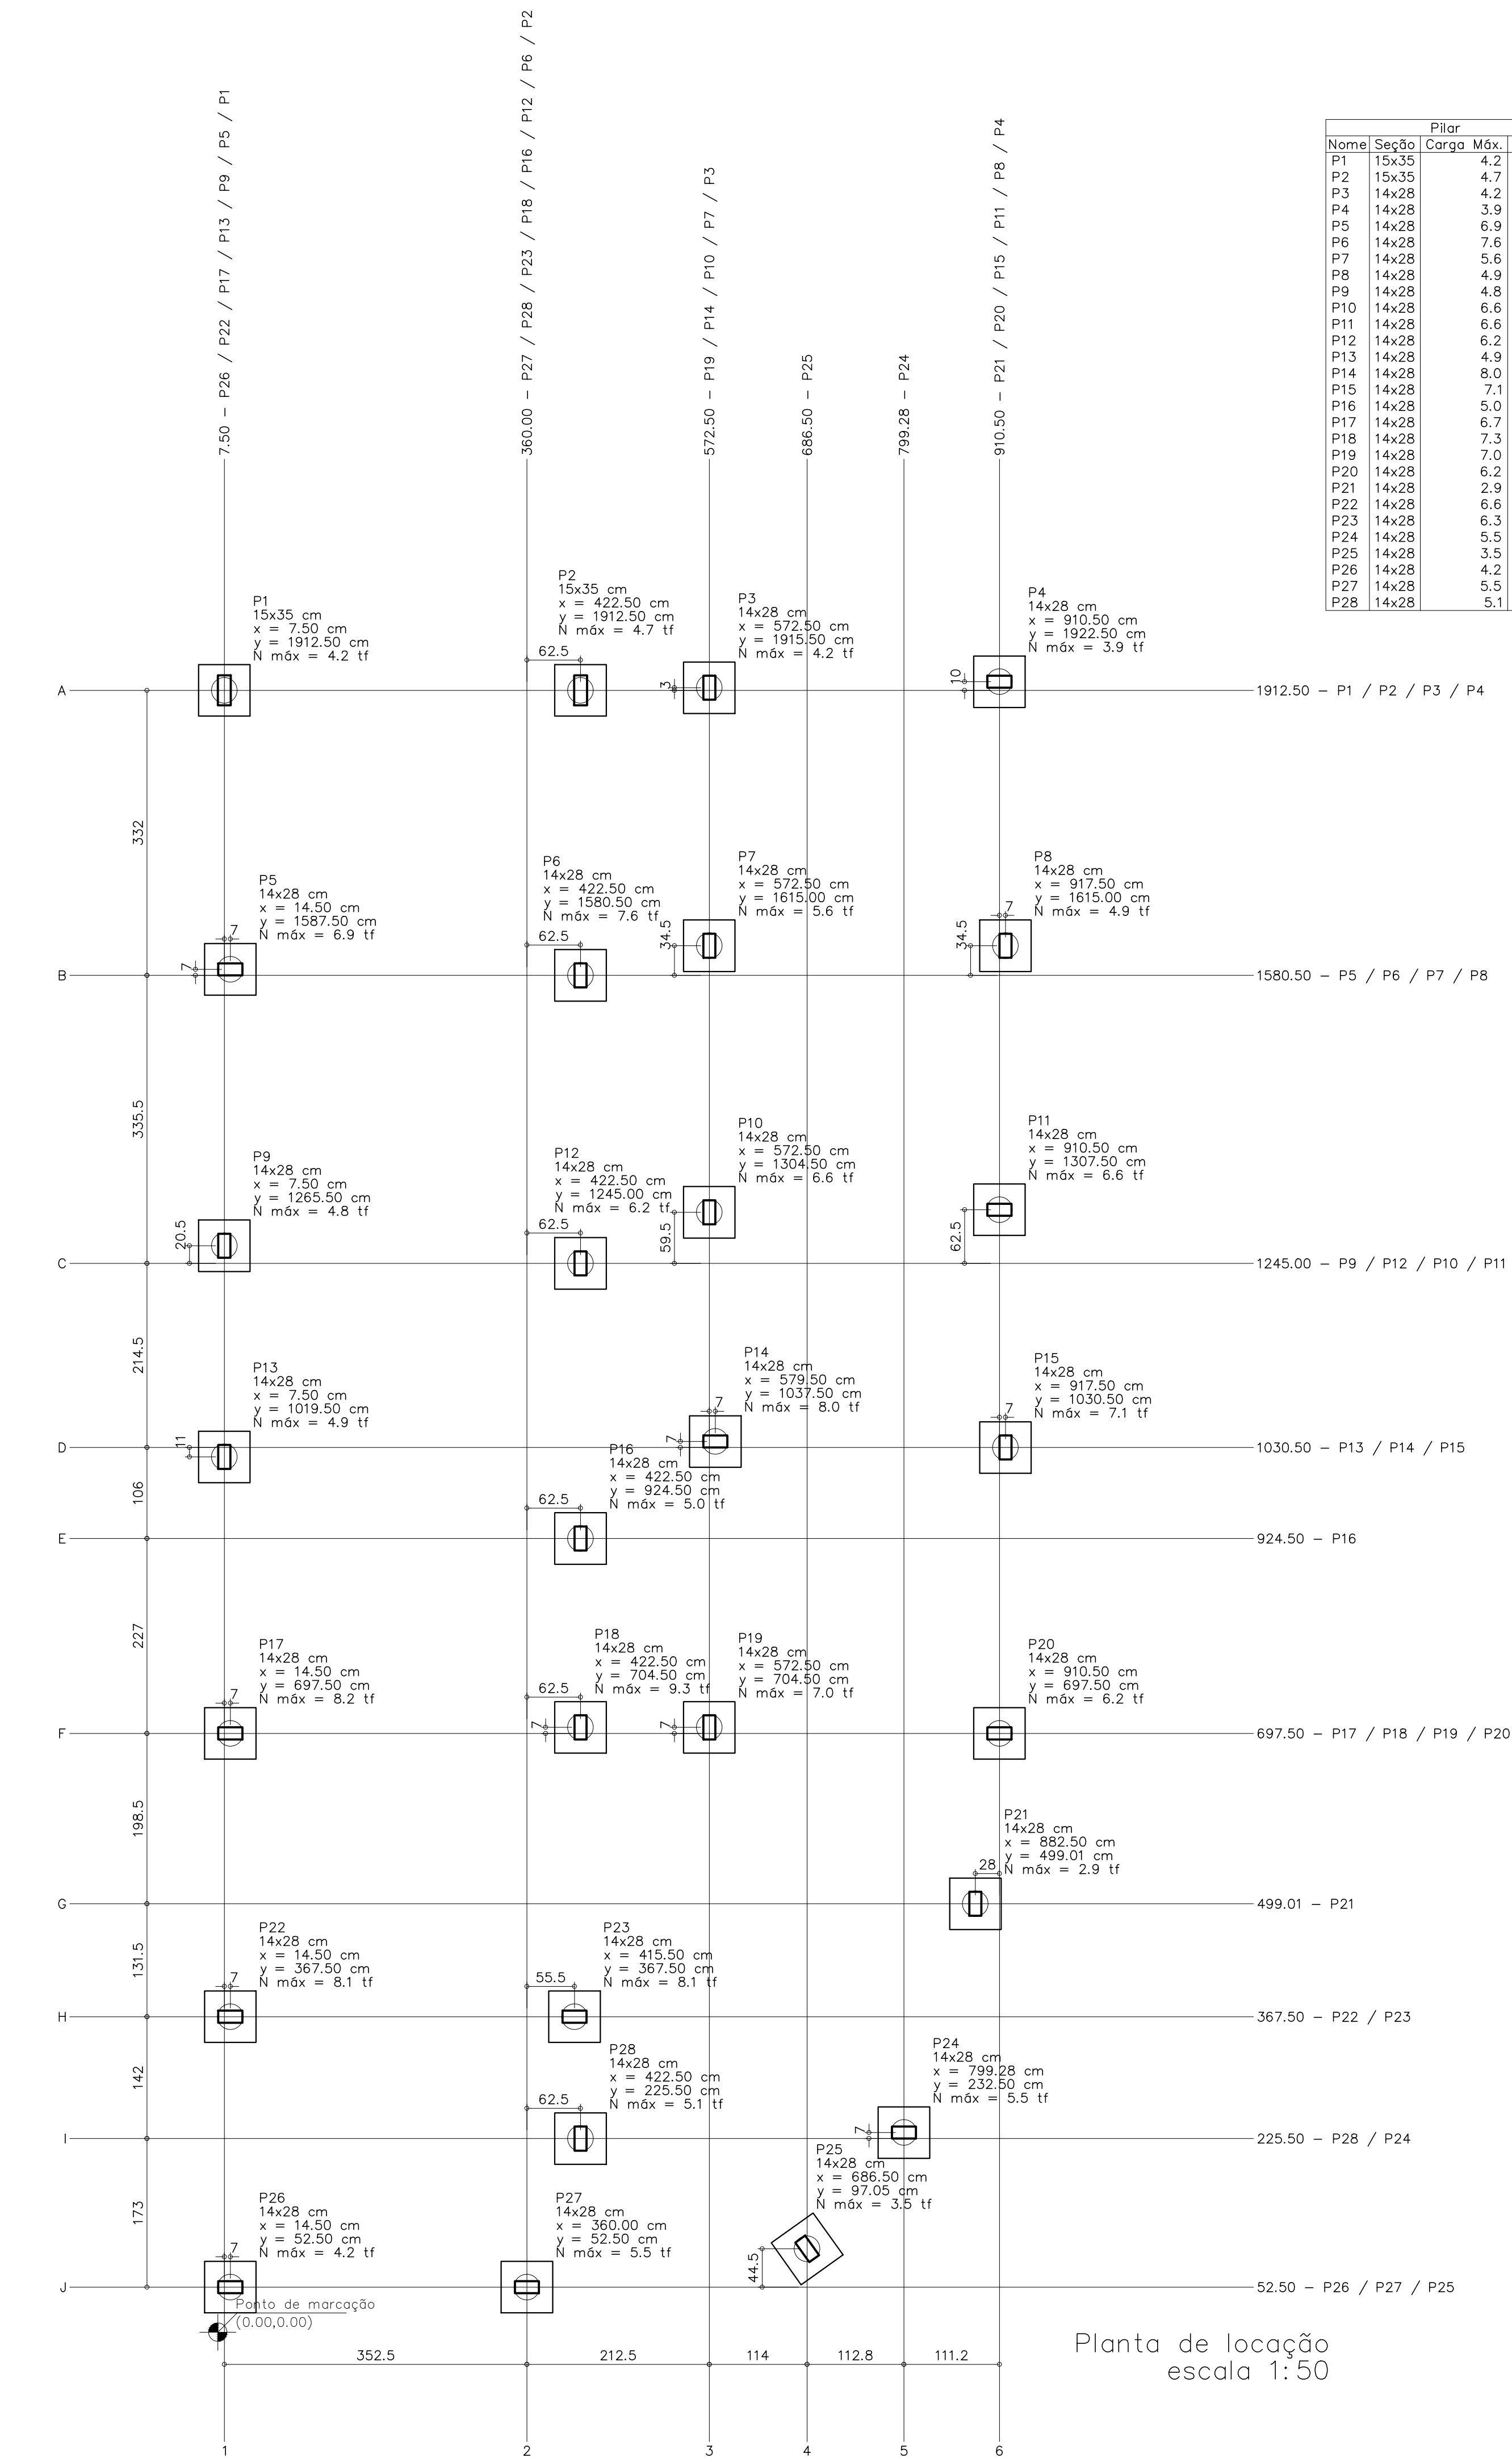 7.50 - P26 / P22 / P17 / P13 / P9 / P5 / P1
360.00 - P27 / P28 / P23 / P18 / P16 / P12 / P6 / P2
572.50 - P19 / P14 / P10 / P7 / P3
686.50 - P25
799.28 - P24
910.50 - P21 / P20 / P15 / P11 / P8 / P4
Pilar
Nome Seção Carga Máx.
P1 15x35 4.2
P2 15x35 4.7
P3 14x28 4.2
P4 14x28 3.9
P5 14x28 6.9
P6 14x28 7.6
P7 14x28 5.6
P8 14x28 4.9
P9 14x28 4.8
P10 14x28 6.6
P11 14x28 6.6
P12 14x28 6.2
P13 14x28 4.9
P14 14x28 8.0
P15 14x28 7.1
P16 14x28 5.0
P17 14x28 6.7
P18 14x28 7.3
P19 14x28 7.0
P20 14x28 6.2
P21 14x28 2.9
P22 14x28 6.6
P23 14x28 6.3
P24 14x28 5.5
P25 14x28 3.5
P26 14x28 4.2
P27 14x28 5.5
P28 14x28 5.1
P1
15x35 cm
x = 7.50 cm
y = 1912.50 cm
N máx = 4.2 tf
P2
15x35 cm
x = 422.50 cm
y = 1912.50 cm
N máx = 4.7 tf
62.5
P3
14x28 cm
x = 572.50 cm
y = 1915.50 cm
N máx = 4.2 tf
3
P4
14x28 cm
x = 910.50 cm
y = 1922.50 cm
N máx = 3.9 tf
10
A
1912.50 - P1 / P2 / P3 / P4
332
P5
14x28 cm
x = 14.50 cm
y = 1587.50 cm
N máx = 6.9 tf
7
7
P6
14x28 cm
x = 422.50 cm
y = 1580.50 cm
N máx = 7.6 tf
62.5
P7
14x28 cm
x = 572.50 cm
y = 1615.00 cm
N máx = 5.6 tf
34.5
P8
14x28 cm
x = 917.50 cm
y = 1615.00 cm
N máx = 4.9 tf
7
34.5
B
1580.50 - P5 / P6 / P7 / P8
335.5
P9
14x28 cm
x = 7.50 cm
y = 1265.50 cm
N máx = 4.8 tf
20.5
P12
14x28 cm
x = 422.50 cm
y = 1245.00 cm
N máx = 6.2 tf
62.5
P10
14x28 cm
x = 572.50 cm
y = 1304.50 cm
N máx = 6.6 tf
59.5
P11
14x28 cm
x = 910.50 cm
y = 1307.50 cm
N máx = 6.6 tf
62.5
C
1245.00 - P9 / P12 / P10 / P11
214.5
P13
14x28 cm
x = 7.50 cm
y = 1019.50 cm
N máx = 4.9 tf
11
P14
14x28 cm
x = 579.50 cm
y = 1037.50 cm
N máx = 8.0 tf
7
7
P15
14x28 cm
x = 917.50 cm
y = 1030.50 cm
N máx = 7.1 tf
7
D
1030.50 - P13 / P14 / P15
106
P16
14x28 cm
x = 422.50 cm
y = 924.50 cm
N máx = 5.0 tf
62.5
E
924.50 - P16
227
P17
14x28 cm
x = 14.50 cm
y = 697.50 cm
N máx = 8.2 tf
7
P18
14x28 cm
x = 422.50 cm
y = 704.50 cm
N máx = 9.3 tf
62.5
7
P19
14x28 cm
x = 572.50 cm
y = 704.50 cm
N máx = 7.0 tf
7
P20
14x28 cm
x = 910.50 cm
y = 697.50 cm
N máx = 6.2 tf
F
697.50 - P17 / P18 / P19 / P20
198.5
P21
14x28 cm
x = 882.50 cm
y = 499.01 cm
N máx = 2.9 tf
28
G
499.01 - P21
131.5
P22
14x28 cm
x = 14.50 cm
y = 367.50 cm
N máx = 8.1 tf
7
P23
14x28 cm
x = 415.50 cm
y = 367.50 cm
N máx = 8.1 tf
55.5
H
367.50 - P22 / P23
142
P28
14x28 cm
x = 422.50 cm
y = 225.50 cm
N máx = 5.1 tf
62.5
P24
14x28 cm
x = 799.28 cm
y = 232.50 cm
N máx = 5.5 tf
7
I
225.50 - P28 / P24
173
P26
14x28 cm
x = 14.50 cm
y = 52.50 cm
N máx = 4.2 tf
7
P27
14x28 cm
x = 360.00 cm
y = 52.50 cm
N máx = 5.5 tf
P25
14x28 cm
x = 686.50 cm
y = 97.05 cm
N máx = 3.5 tf
44.5
J
52.50 - P26 / P27 / P25
Ponto de marcação
(0.00,0.00)
352.5
212.5
114
112.8
111.2
Planta de locação
escala 1:50
1
2
3
4
5
6